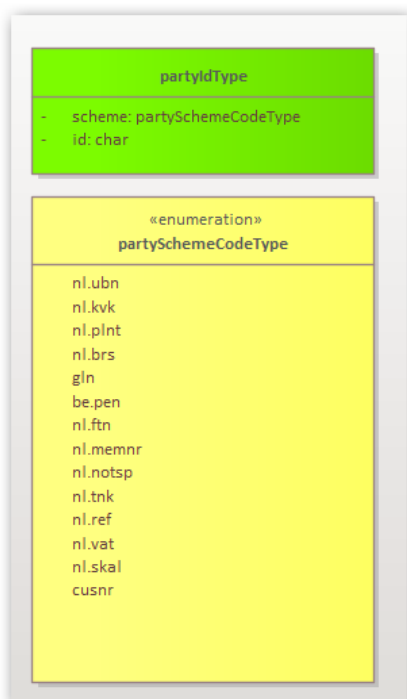 partyIdType
- scheme: partySchemeCodeType
- id: char
«enumeration»
partySchemeCodeType
nl.ubn
nl.kvk
nl.plnt
nl.brs
gln
be.pen
nl.ftn
nl.memnr
nl.notsp
nl.tnk
nl.ref
nl.vat
nl.skal
cusnr